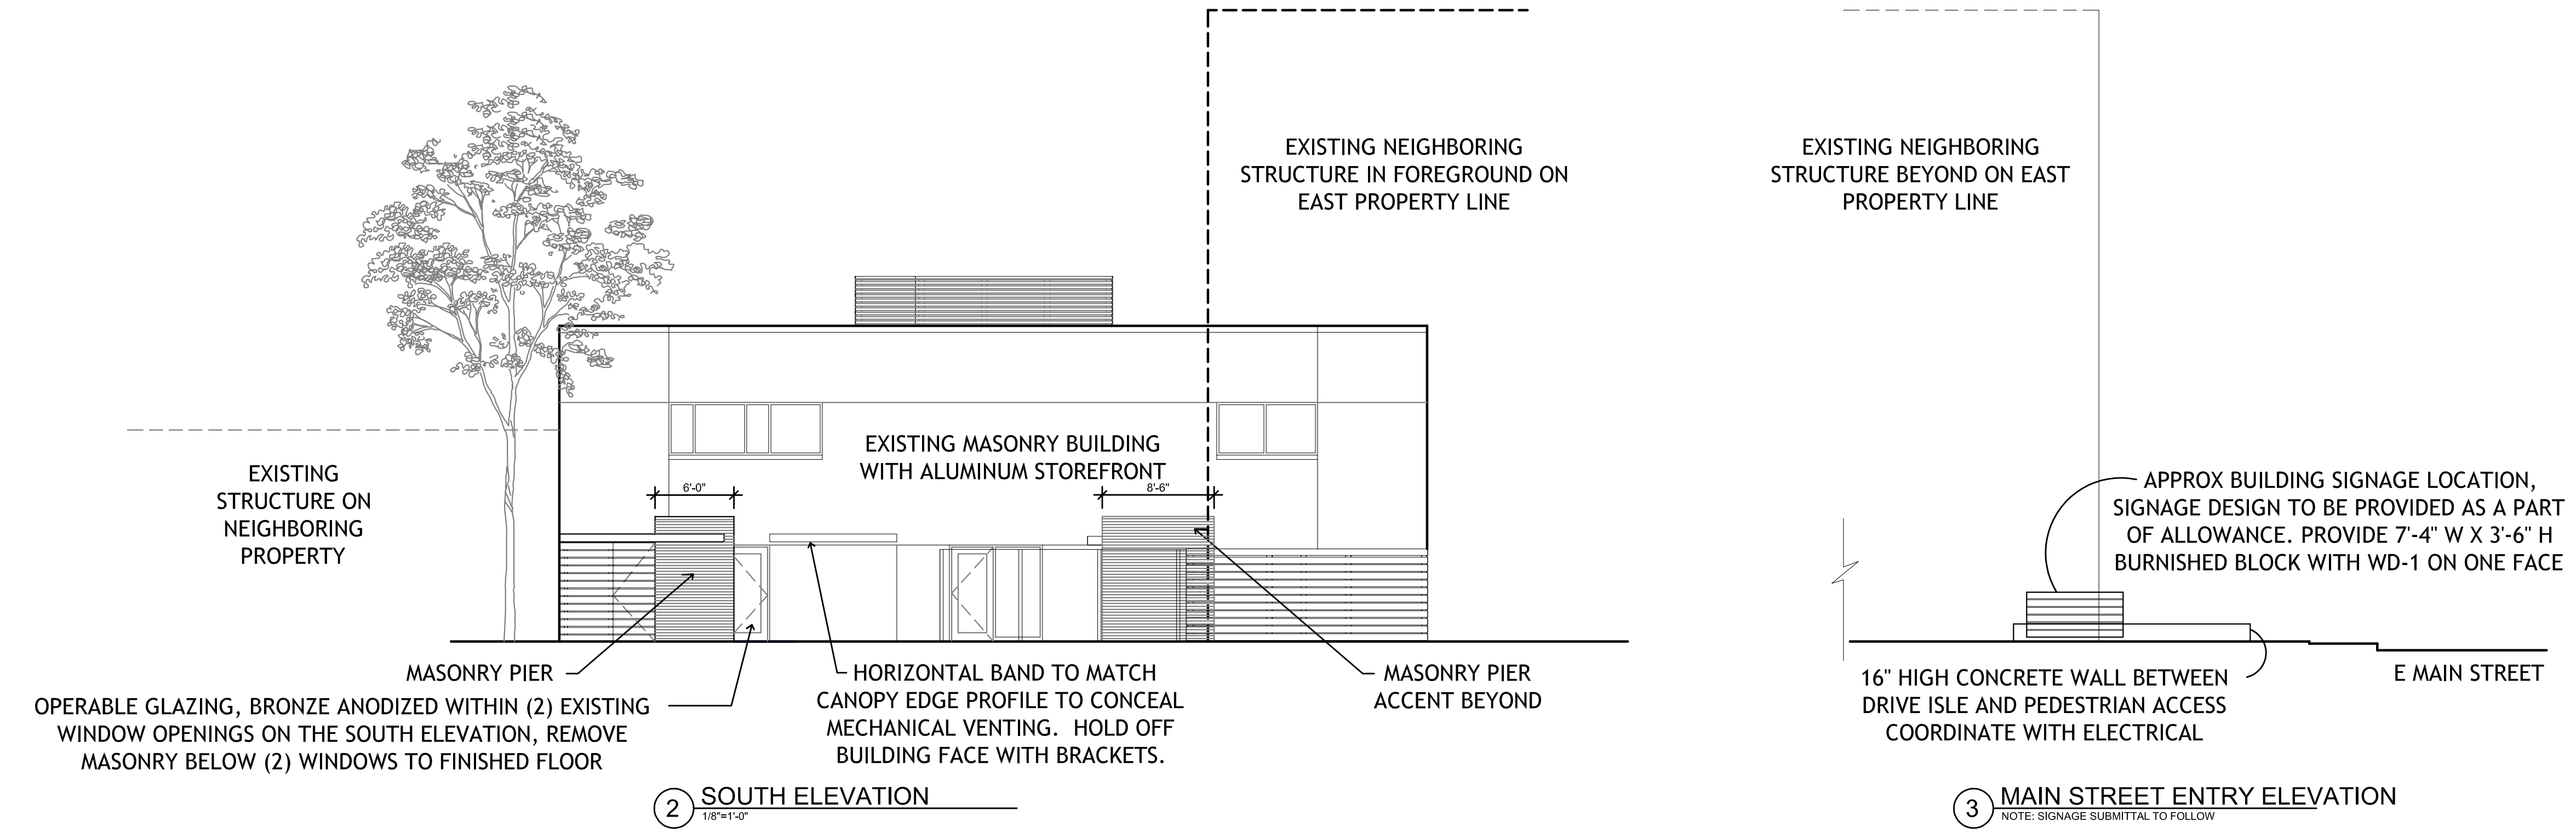 EXISTING NEIGHBORING
STRUCTURE IN FOREGROUND ON
EAST PROPERTY LINE
EXISTING NEIGHBORING
STRUCTURE BEYOND ON EAST
PROPERTY LINE
EXISTING
STRUCTURE ON
NEIGHBORING
PROPERTY
EXISTING MASONRY BUILDING
WITH ALUMINUM STOREFRONT
6'-0"
8'-6"
APPROX BUILDING SIGNAGE LOCATION,
SIGNAGE DESIGN TO BE PROVIDED AS A PART
OF ALLOWANCE. PROVIDE 7'-4" W X 3'-6" H
BURNISHED BLOCK WITH WD-1 ON ONE FACE
MASONRY PIER
OPERABLE GLAZING, BRONZE ANODIZED WITHIN (2) EXISTING
WINDOW OPENINGS ON THE SOUTH ELEVATION, REMOVE
MASONRY BELOW (2) WINDOWS TO FINISHED FLOOR
HORIZONTAL BAND TO MATCH
CANOPY EDGE PROFILE TO CONCEAL
MECHANICAL VENTING. HOLD OFF
BUILDING FACE WITH BRACKETS.
MASONRY PIER
ACCENT BEYOND
16" HIGH CONCRETE WALL BETWEEN
DRIVE ISLE AND PEDESTRIAN ACCESS
COORDINATE WITH ELECTRICAL
E MAIN STREET
2 SOUTH ELEVATION
1/8"=1'-0"
3 MAIN STREET ENTRY ELEVATION
NOTE: SIGNAGE SUBMITTAL TO FOLLOW